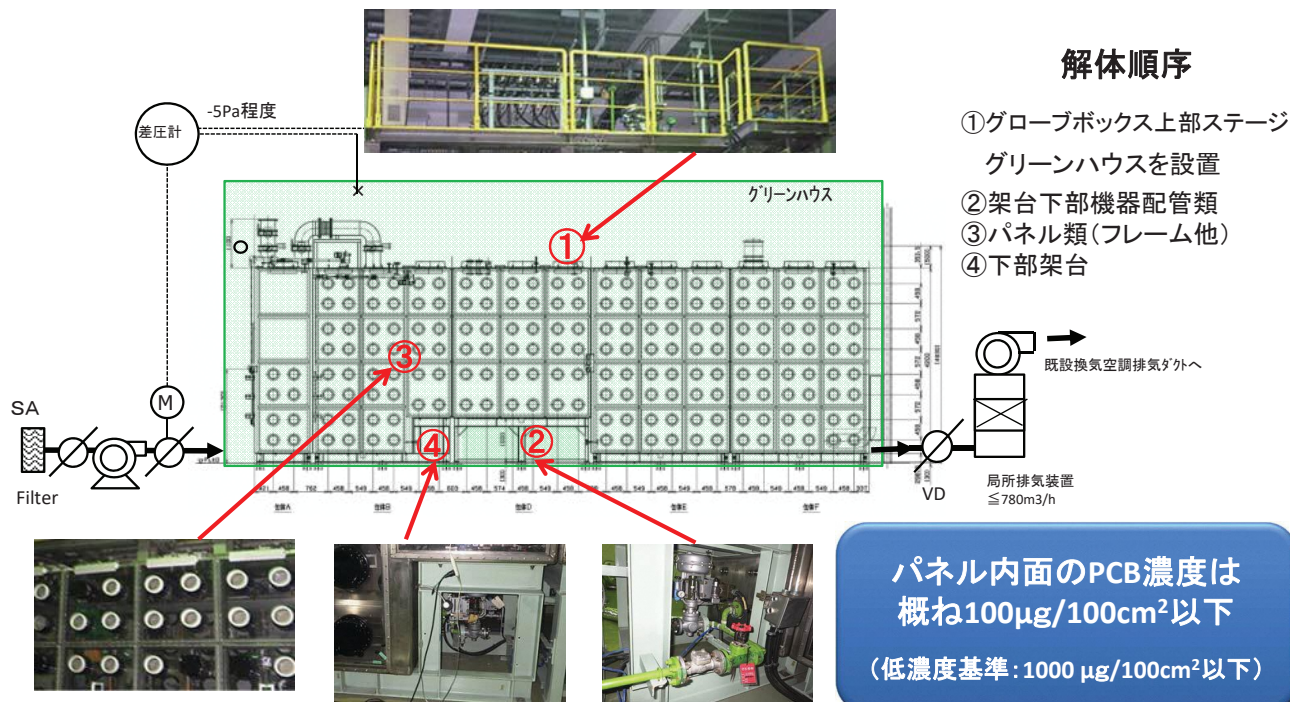 解体順序
①グローブボックス上部ステージ
グリーンハウスを設置
②架台下部機器配管類
③パネル類(フレーム他)
④下部架台
-5Pa程度
差圧計
グリーンハウス
①
③
④
②
M
SA
Filter
VD
既設換気空調排気ダクトへ
局所排気装置
≦780m3/h
パネル内面のPCB濃度は
概ね100μg/100cm²以下
(低濃度基準:1000 μg/100cm²以下)